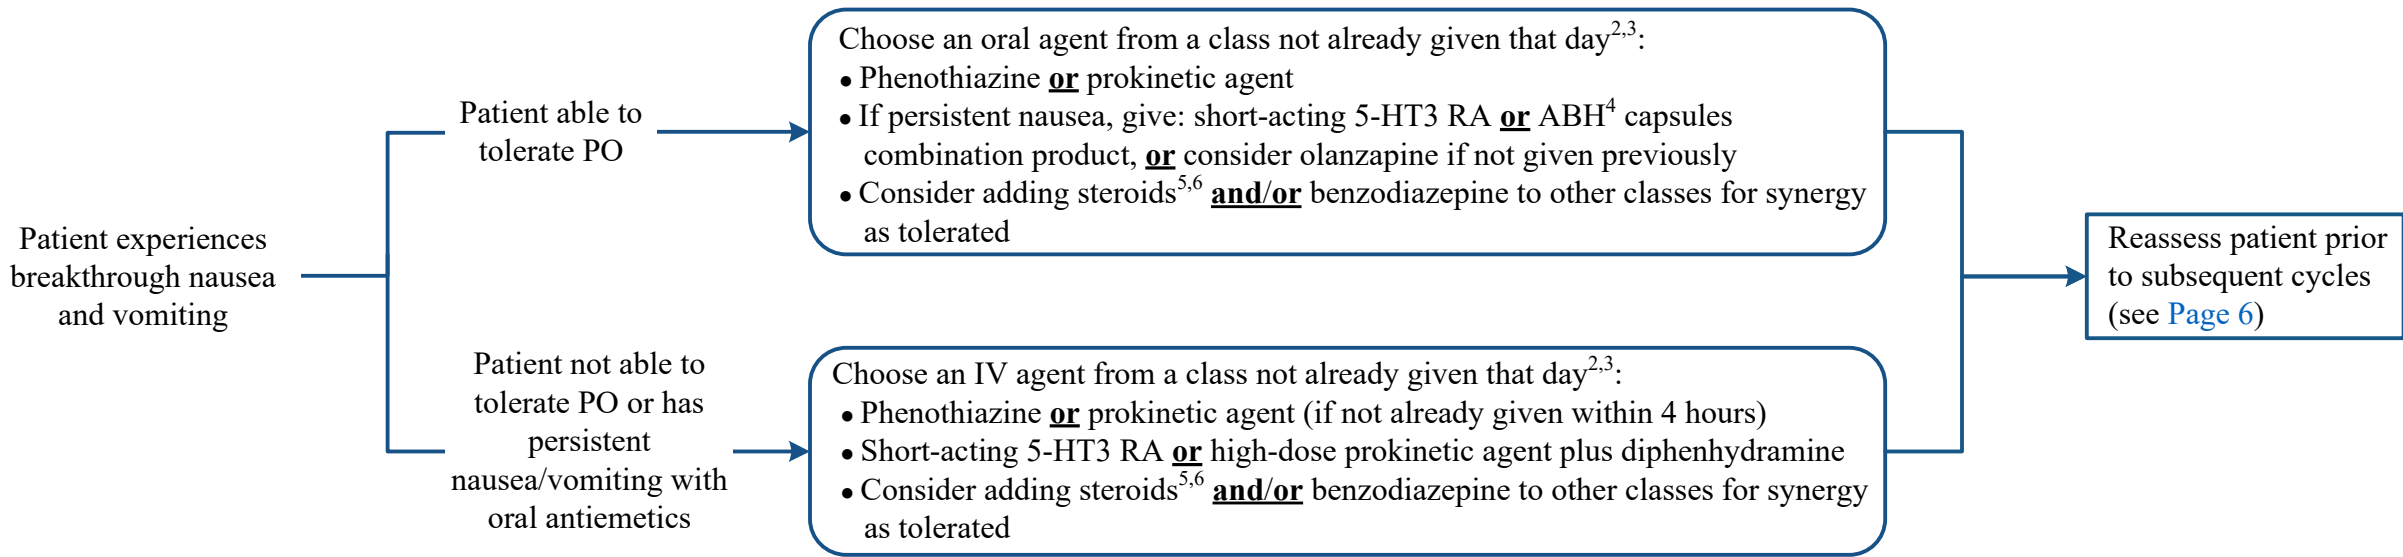 Patient experiences
breakthrough nausea
and vomiting
Patient able to
tolerate PO
Choose an oral agent from a class not already given that day2,3:
• Phenothiazine or prokinetic agent
• If persistent nausea, give: short-acting 5-HT3 RA or ABH4 capsules
combination product, or consider olanzapine if not given previously
• Consider adding steroids5,6 and/or benzodiazepine to other classes for synergy
as tolerated
Patient not able to
tolerate PO or has
persistent
nausea/vomiting with
oral antiemetics
Choose an IV agent from a class not already given that day2,3:
• Phenothiazine or prokinetic agent (if not already given within 4 hours)
• Short-acting 5-HT3 RA or high-dose prokinetic agent plus diphenhydramine
• Consider adding steroids5,6 and/or benzodiazepine to other classes for synergy
as tolerated
Reassess patient prior
to subsequent cycles
(see Page 6)